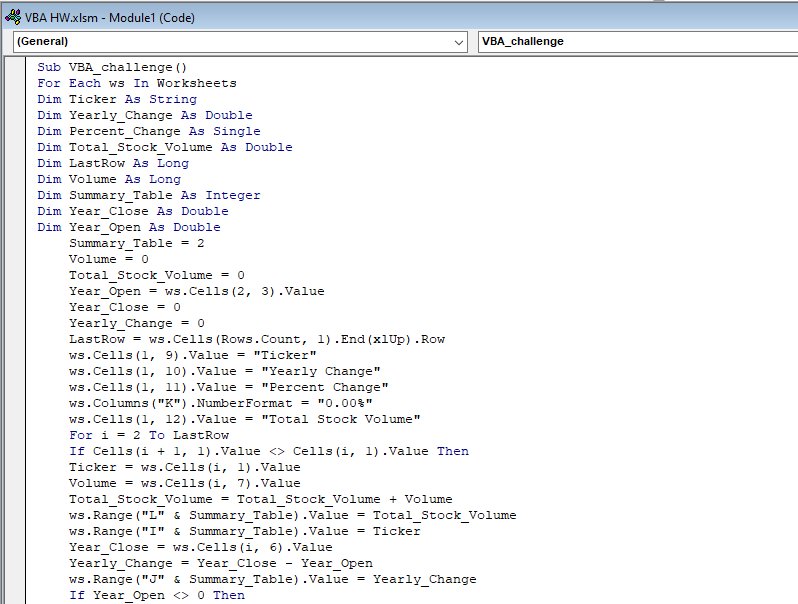 VBA HW.xlsm - Module1 (Code)
(General) VBA_challenge
Sub VBA_challenge()
For Each ws In Worksheets
Dim Ticker As String
Dim Yearly_Change As Double
Dim Percent_Change As Single
Dim Total_Stock_Volume As Double
Dim LastRow As Long
Dim Volume As Long
Dim Summary_Table As Integer
Dim Year_Close As Double
Dim Year_Open As Double
    Summary_Table = 2
    Volume = 0
    Total_Stock_Volume = 0
    Year_Open = ws.Cells(2, 3).Value
    Year_Close = 0
    Yearly_Change = 0
    LastRow = ws.Cells(Rows.Count, 1).End(xlUp).Row
    ws.Cells(1, 9).Value = "Ticker"
    ws.Cells(1, 10).Value = "Yearly Change"
    ws.Cells(1, 11).Value = "Percent Change"
    ws.Columns("K").NumberFormat = "0.00%"
    ws.Cells(1, 12).Value = "Total Stock Volume"
    For i = 2 To LastRow
    If Cells(i + 1, 1).Value <> Cells(i, 1).Value Then
    Ticker = ws.Cells(i, 1).Value
    Volume = ws.Cells(i, 7).Value
    Total_Stock_Volume = Total_Stock_Volume + Volume
    ws.Range("L" & Summary_Table).Value = Total_Stock_Volume
    ws.Range("I" & Summary_Table).Value = Ticker
    Year_Close = ws.Cells(i, 6).Value
    Yearly_Change = Year_Close - Year_Open
    ws.Range("J" & Summary_Table).Value = Yearly_Change
    If Year_Open <> 0 Then